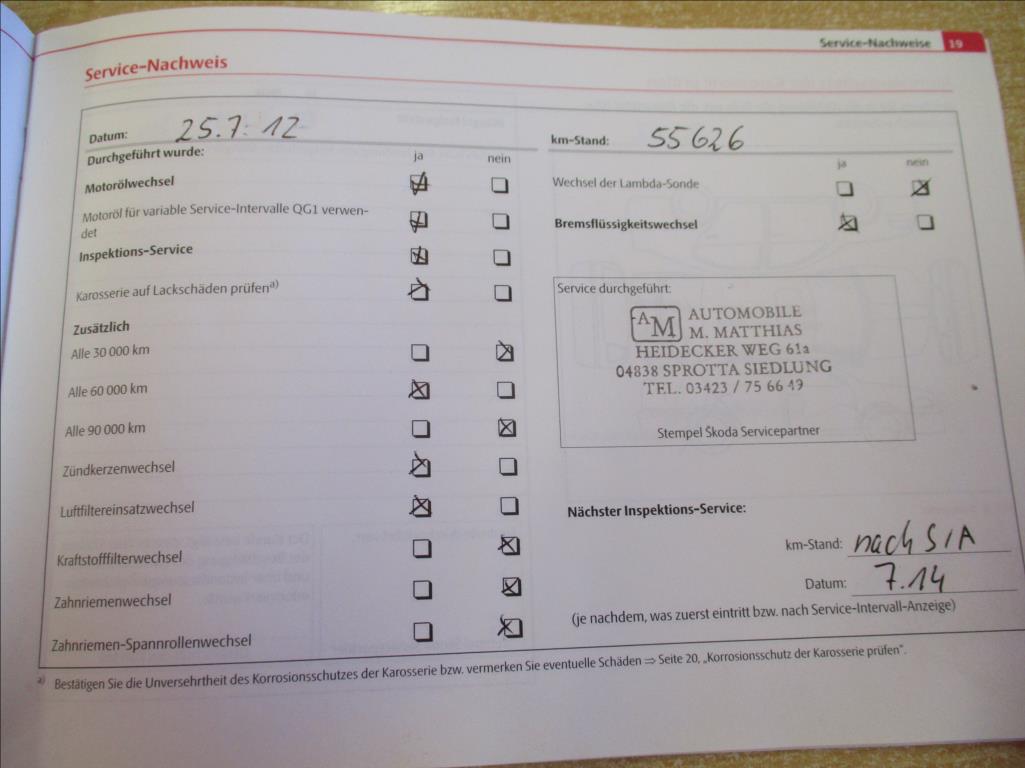 Service-Nachweise 19
Service-Nachweis
Datum: 25.7.12
Durchgeführt wurde:
ja nein
Motorölwechsel
Motoröl für variable Service-Intervalle QG1 verwen-
det
Inspektions-Service
Karosserie auf Lackschäden prüfena)
Zusätzlich
Alle 30 000 km
Alle 60 000 km
Alle 90 000 km
Zündkerzenwechsel
Luftfiltereinsatzwechsel
Kraftstofffilterwechsel
Zahnriemenwechsel
Zahnriemen-Spannrollenwechsel
km-Stand: 55626
ja nein
Wechsel der Lambda-Sonde
Bremsflüssigkeitswechsel
Service durchgeführt:
AM AUTOMOBILE
M. MATTHIAS
HEIDECKER WEG 61a
04838 SPROTTA SIEDLUNG
TEL. 03423 / 75 66 49
Stempel Škoda Servicepartner
Nächster Inspektions-Service:
km-Stand: nach S/A
Datum: 7.14
(je nachdem, was zuerst eintritt bzw. nach Service-Intervall-Anzeige)
a) Bestätigen Sie die Unversehrtheit des Korrosionsschutzes der Karosserie bzw. vermerken Sie eventuelle Schäden ⇒ Seite 20, „Korrosionsschutz der Karosserie prüfen".